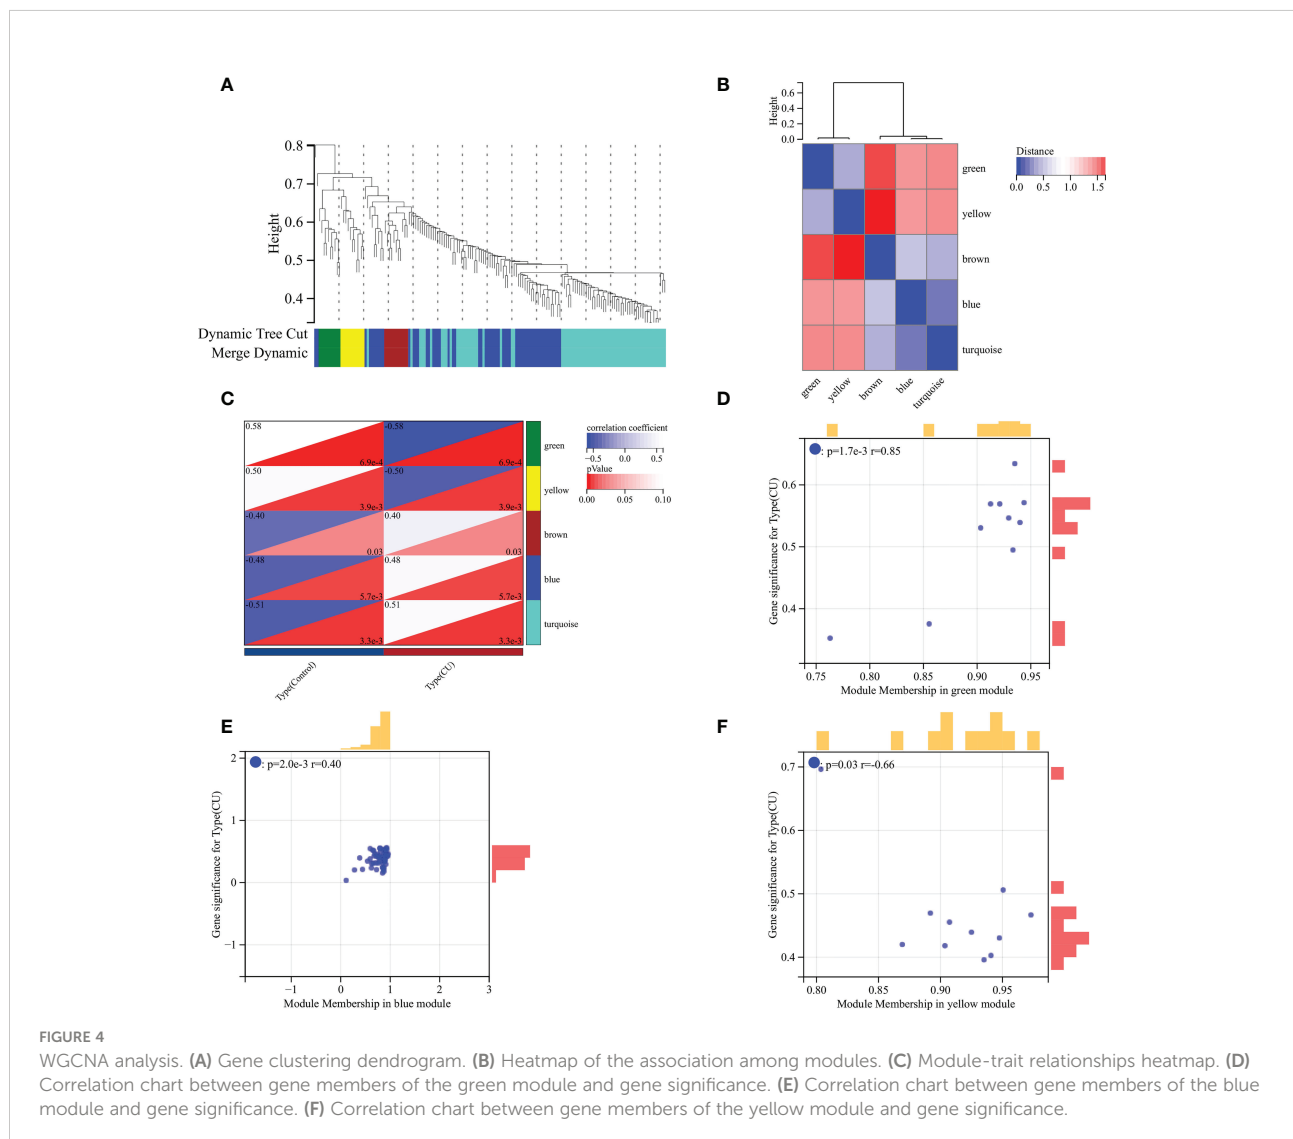 A
Height
0.8
0.7
0.6
0.5
0.4
Dynamic Tree Cut
Merge Dynamic
B
Height
0.6
0.4
0.2
0.0
green
yellow
brown
blue
turquoise
green
yellow
brown
blue
turquoise
Distance
0.0 0.5 1.0 1.5
C
0.58 -0.58
6.9e-4 6.9e-4
green
0.50 -0.50
3.9e-3 3.9e-3
yellow
-0.40 0.40
0.03 0.03
brown
-0.48 0.48
5.7e-3 5.7e-3
blue
-0.51 0.51
3.3e-3 3.3e-3
turquoise
Type(Control) Type(CU)
correlation coefficient
−0.5 0.0 0.5
pValue
0.00 0.05 0.10
D
: p=1.7e-3 r=0.85
Gene significance for Type(CU)
0.6
0.5
0.4
0.75 0.80 0.85 0.90 0.95
Module Membership in green module
E
: p=2.0e-3 r=0.40
Gene significance for Type(CU)
2
1
0
−1
−1 0 1 2 3
Module Membership in blue module
F
: p=0.03 r=-0.66
Gene significance for Type(CU)
0.7
0.6
0.5
0.4
0.80 0.85 0.90 0.95
Module Membership in yellow module
FIGURE 4
WGCNA analysis. (A) Gene clustering dendrogram. (B) Heatmap of the association among modules. (C) Module-trait relationships heatmap. (D)
Correlation chart between gene members of the green module and gene significance. (E) Correlation chart between gene members of the blue
module and gene significance. (F) Correlation chart between gene members of the yellow module and gene significance.